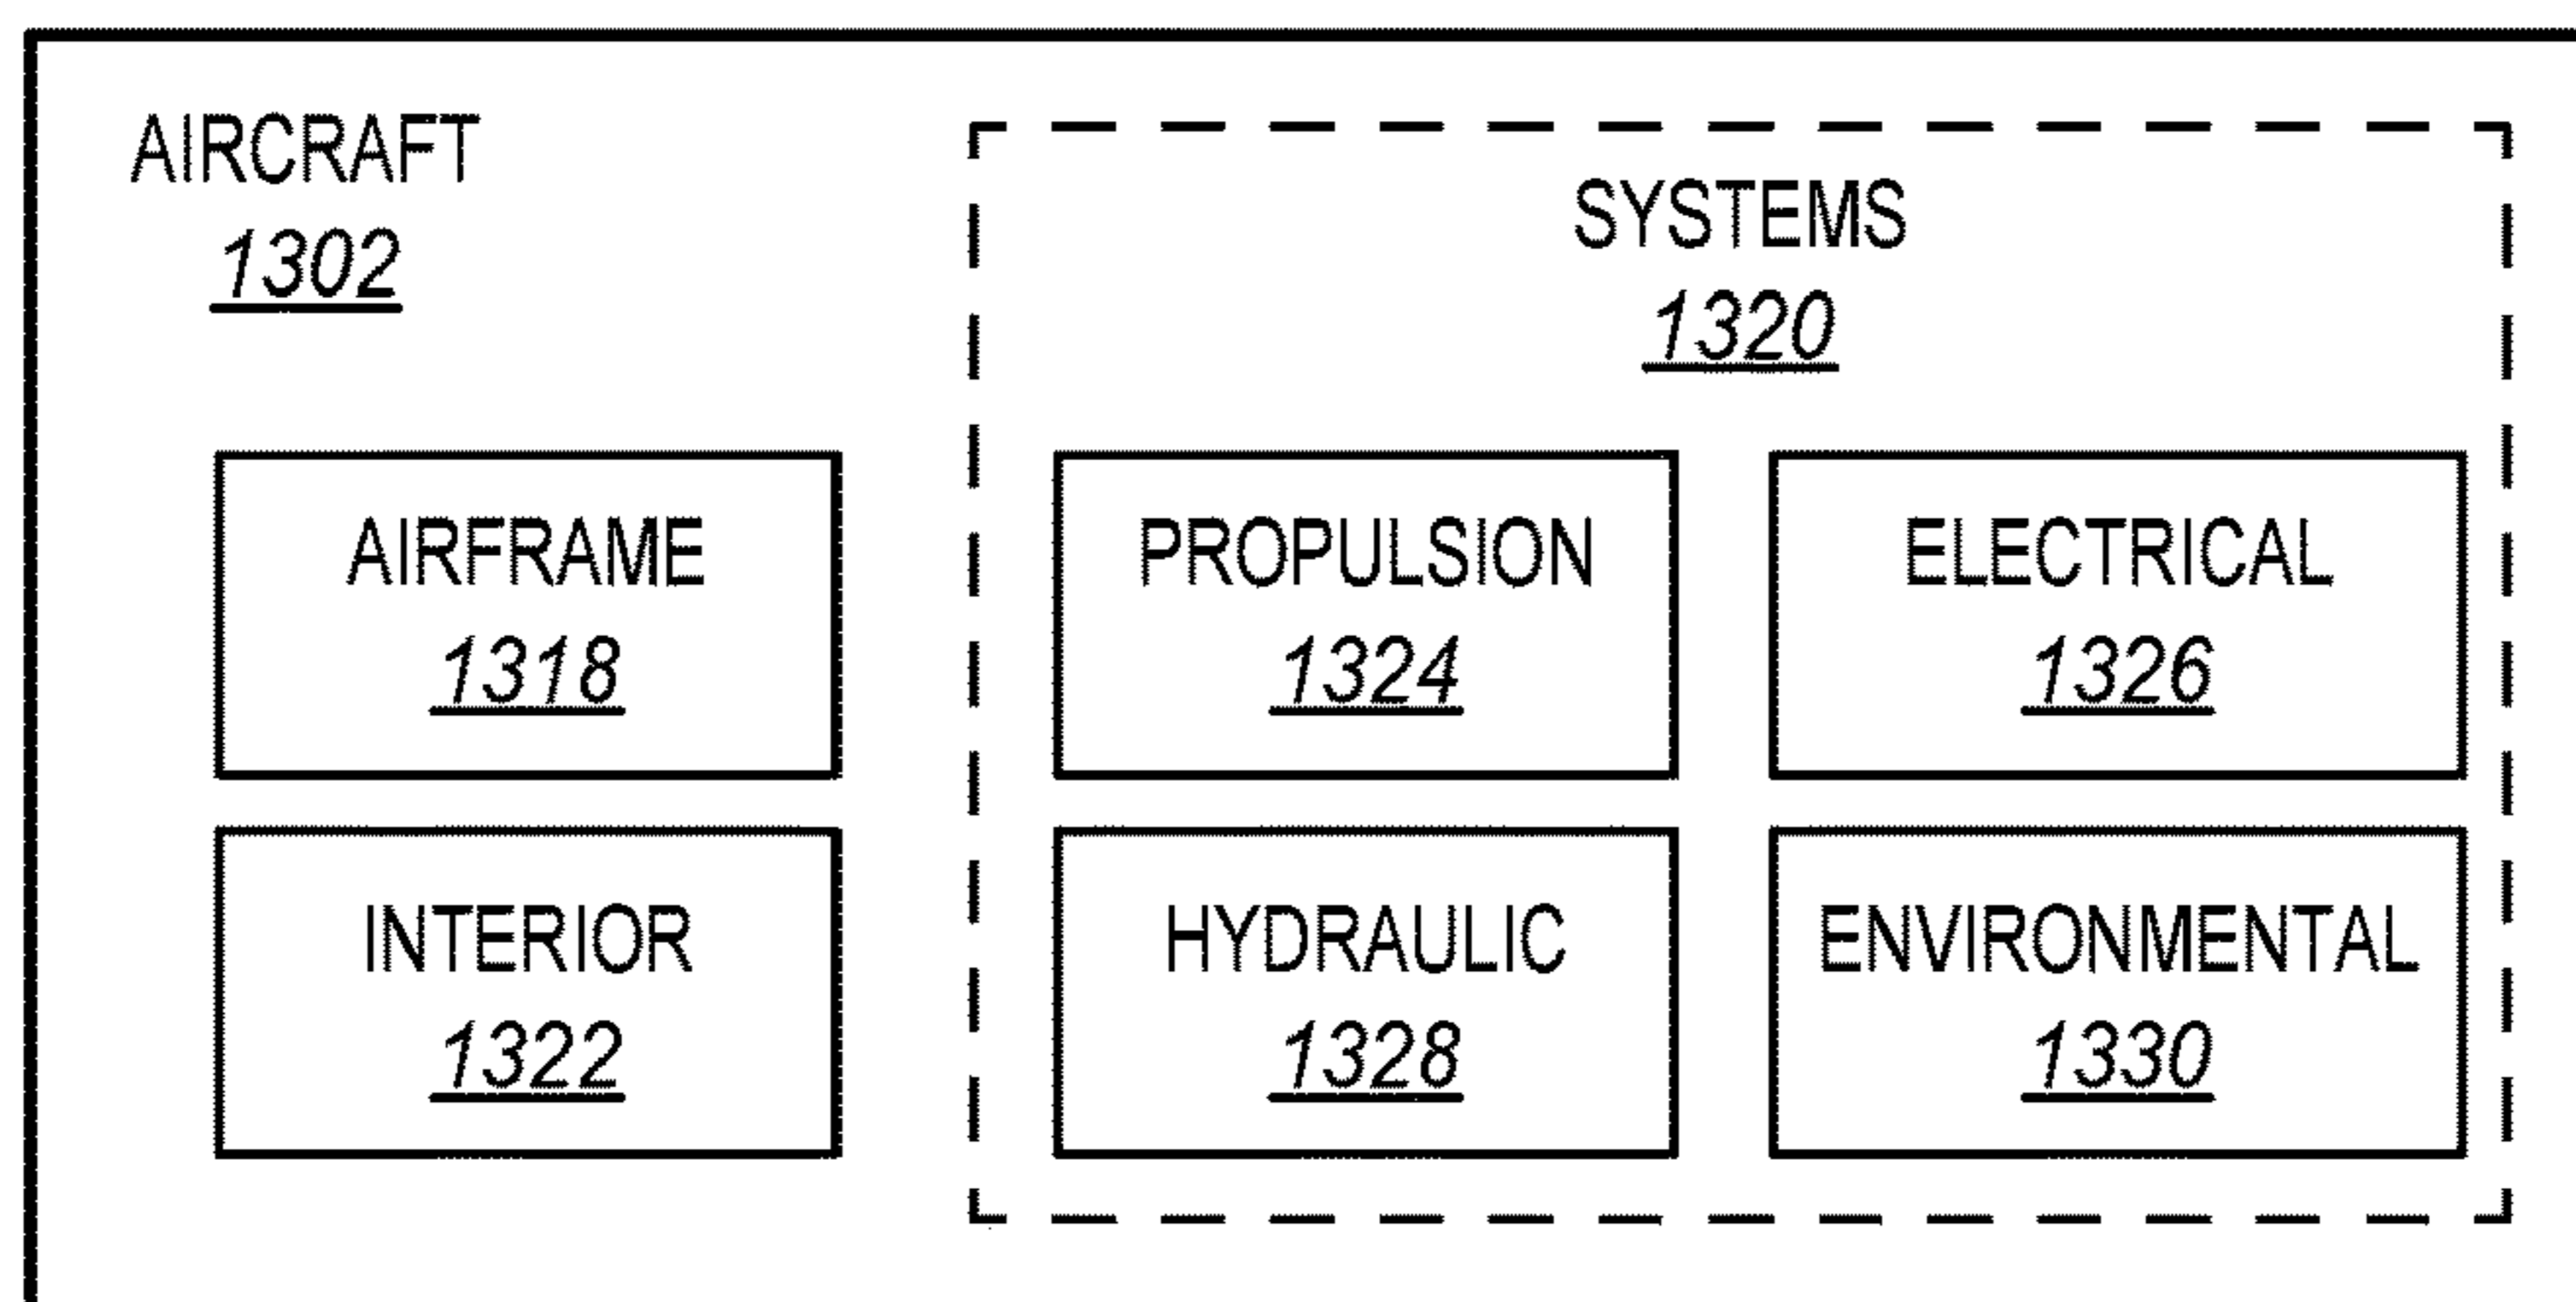 AIRCRAFT
1302
SYSTEMS
1320
AIRFRAME
1318
PROPULSION
1324
ELECTRICAL
1326
INTERIOR
1322
HYDRAULIC
1328
ENVIRONMENTAL
1330